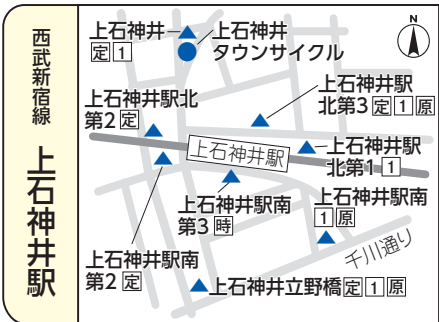 西武新宿線 上石神井駅
上石神井
定 1
上石神井
タウンサイクル
N
上石神井駅
北第3 定 1 原
上石神井駅北
第2 定
上石神井駅
上石神井駅
北第1 1
上石神井駅南
第3 時
上石神井駅南
1 原
千川通り
上石神井駅南
第2 定
上石神井立野橋 定 1 原